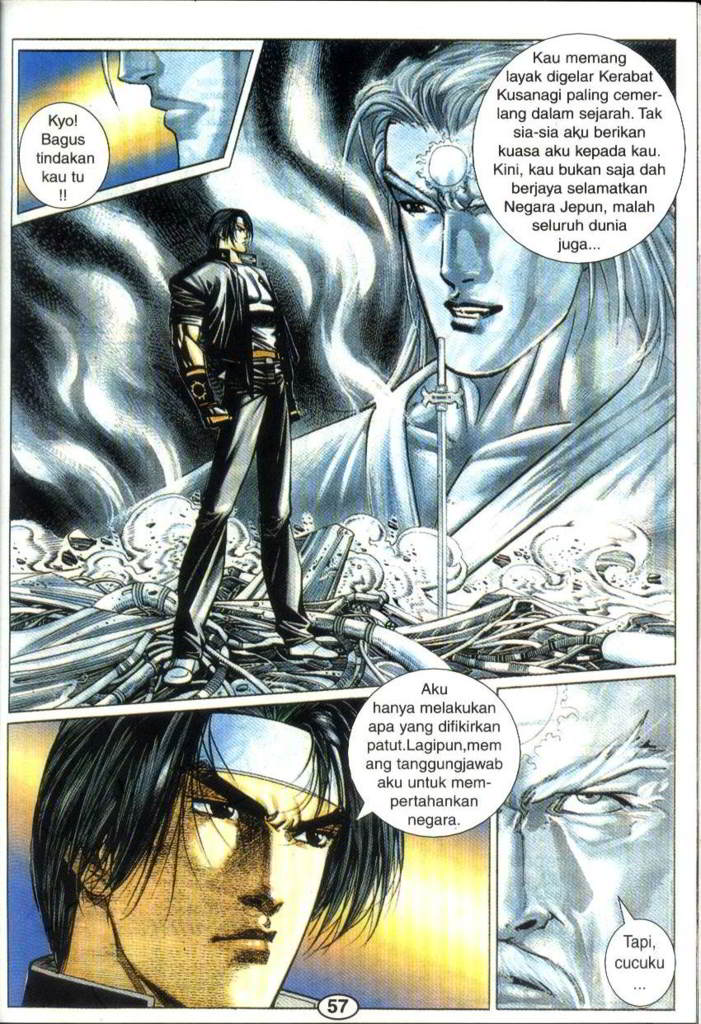 Kyo!
Bagus
tindakan
kau tu
!!
Kau memang
layak digelar Kerabat
Kusanagi paling cemer-
lang dalam sejarah. Tak
sia-sia aku berikan
kuasa aku kepada kau.
Kini, kau bukan saja dah
berjaya selamatkan
Negara Jepun, malah
seluruh dunia
juga...
Aku
hanya melakukan
apa yang difikirkan
patut.Lagipun,mem
ang tanggungjawab
aku untuk mem-
pertahankan
negara.
Tapi,
cucuku
...
57